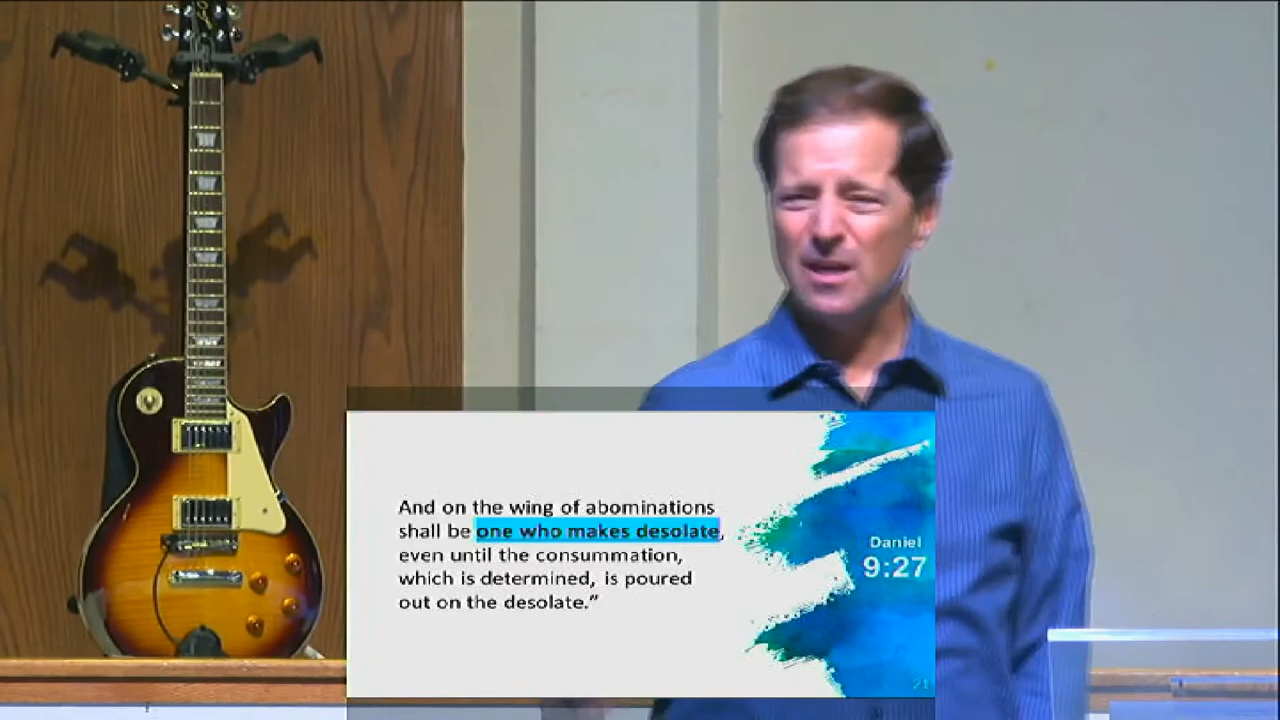 And on the wing of abominations
shall be one who makes desolate,
even until the consummation,
which is determined, is poured
out on the desolate.”
Daniel
9:27
21